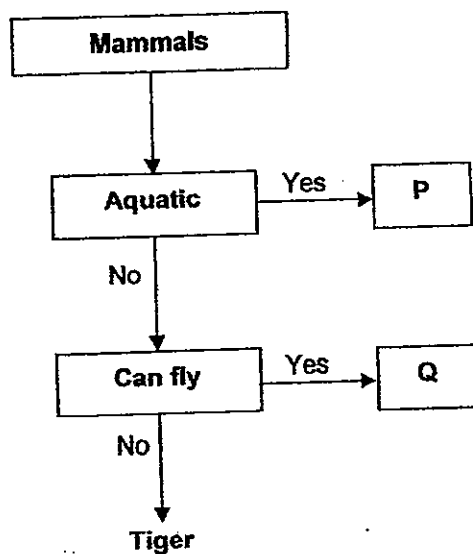 Mammals
Aquatic
Yes
P
No
Can fly
Yes
Q
No
Tiger